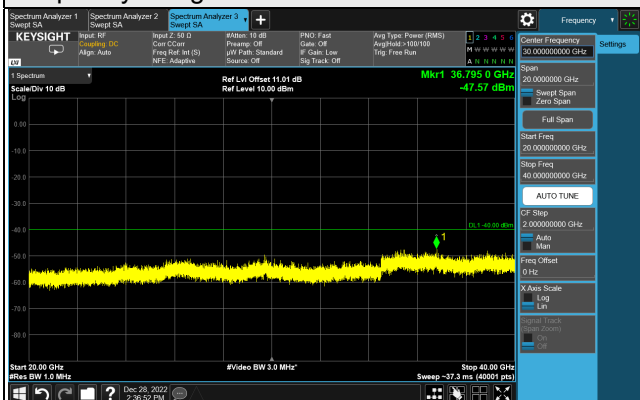 Spectrum Analyzer 1
Swept SA
Spectrum Analyzer 2
Swept SA
Spectrum Analyzer 3
Swept SA
Frequency
KEYSIGHT
Input: RF
Coupling: DC
Align: Auto
Input Z: 50 Ω
Corr CCorr
Freq Ref: Int (S)
NFE: Adaptive
#Atten: 10 dB
Preamp: Off
µW Path: Standard
Source: Off
PNO: Fast
Gate: Off
IF Gain: Low
Sig Track: Off
Avg Type: Power (RMS)
Avg|Hold:>100/100
Trig: Free Run
1 2 3 4 5 6
M W W W W W
A N N N N N
1 Spectrum
Scale/Div 10 dB
Log
Ref Lvl Offset 11.01 dB
Ref Level 10.00 dBm
Mkr1 36.795 0 GHz
-47.57 dBm
0.00
-10.0
-20.0
-30.0
-40.0
-50.0
-60.0
-70.0
-80.0
DL1 -40.00 dBm
1
Start 20.00 GHz
#Res BW 1.0 MHz
#Video BW 3.0 MHz*
Stop 40.00 GHz
Sweep ~37.3 ms (40001 pts)
Dec 28, 2022
2:36:52 PM
Center Frequency
30.000000000 GHz
Settings
Span
20.0000000 GHz
Swept Span
Zero Span
Full Span
Start Freq
20.000000000 GHz
Stop Freq
40.000000000 GHz
AUTO TUNE
CF Step
2.000000000 GHz
Auto
Man
Freq Offset
0 Hz
X Axis Scale
Log
Lin
Signal Track
(Span Zoom)
On
Off